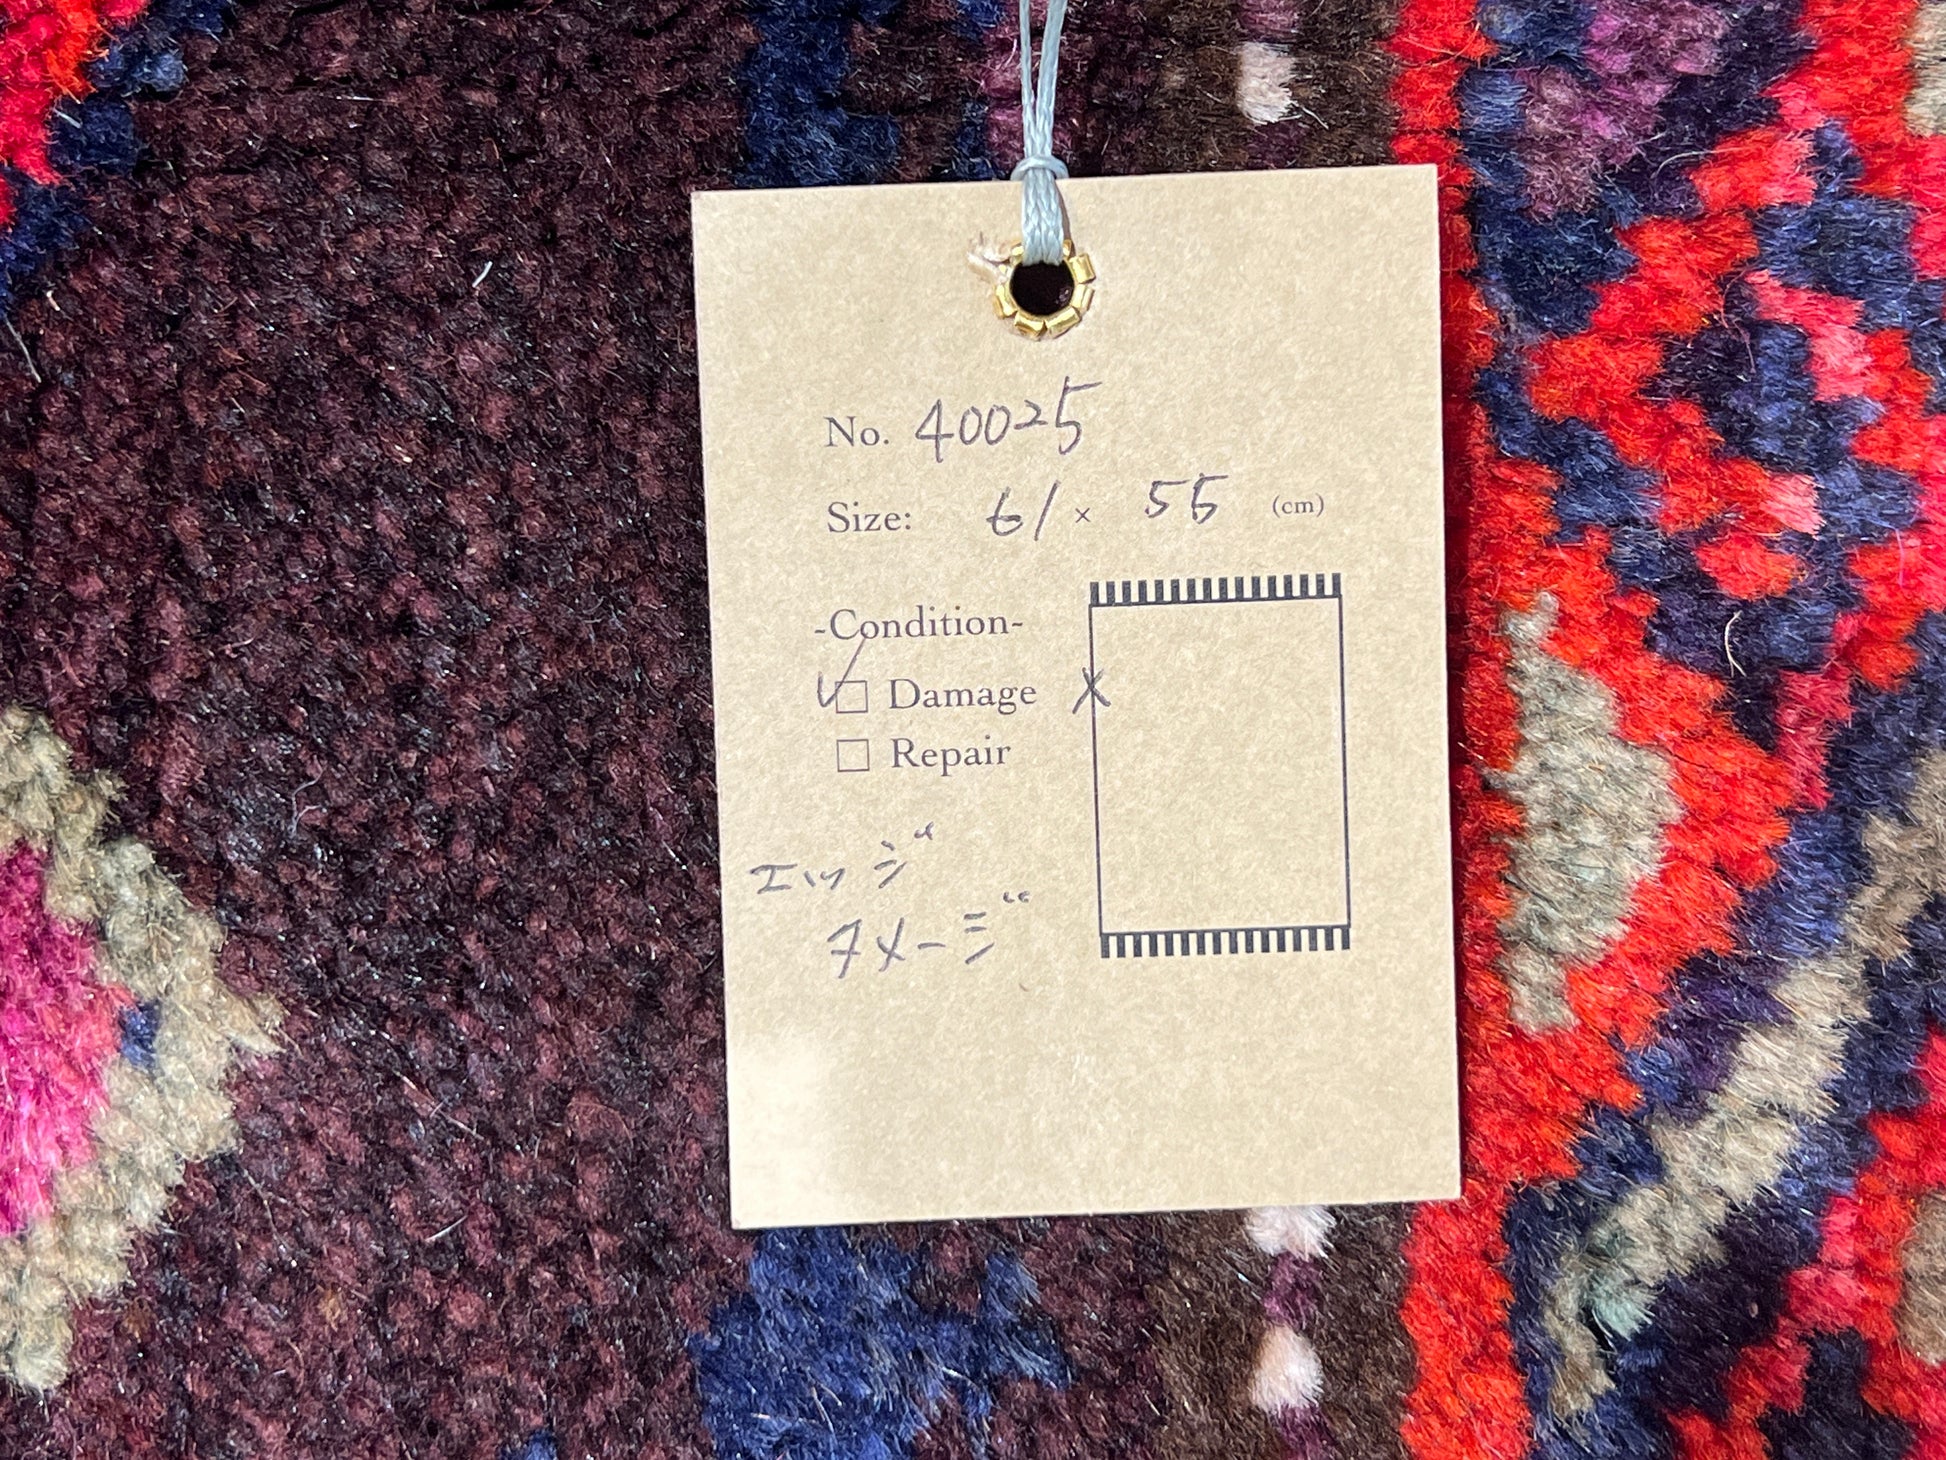 No. 40025
Size: 61 × 55 (cm)
-Condition-
✓□ Damage
□ Repair
エッジ
ダメージ
X